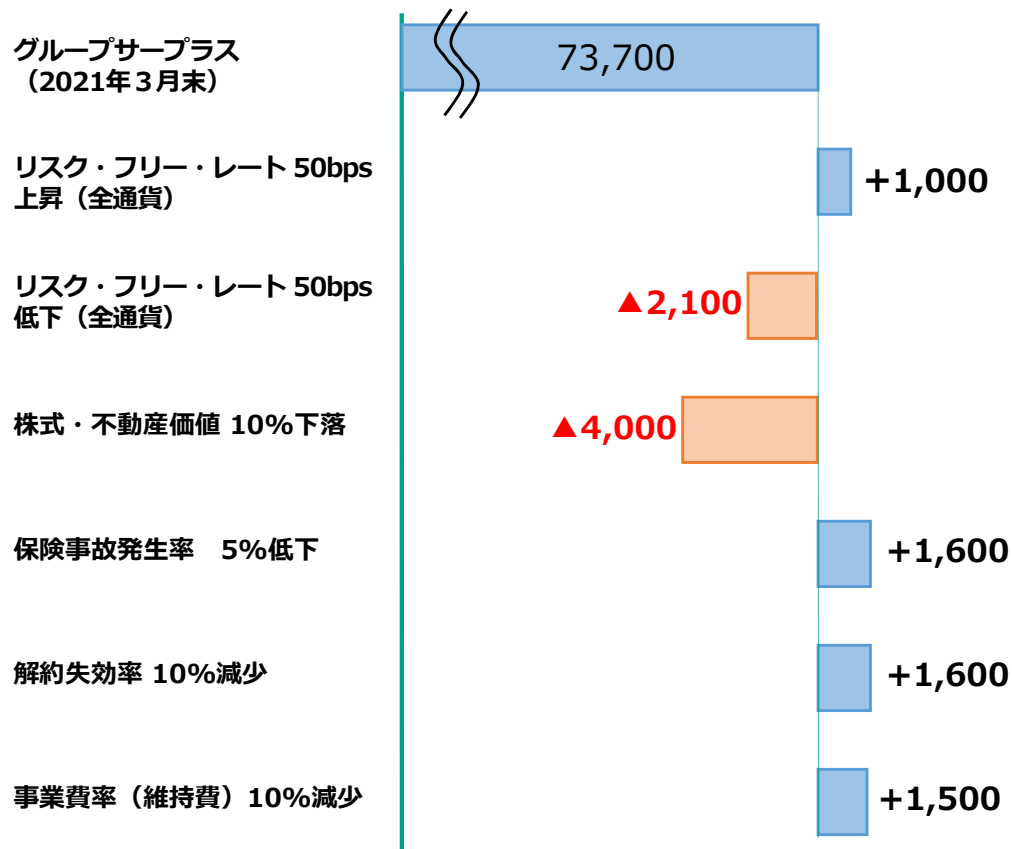 グループサープラス
（2021年３月末）
73,700
リスク・フリー・レート 50bps
上昇（全通貨）
+1,000
リスク・フリー・レート 50bps
低下（全通貨）
▲2,100
株式・不動産価値 10%下落
▲4,000
保険事故発生率　5%低下
+1,600
解約失効率 10%減少
+1,600
事業費率（維持費）10%減少
+1,500